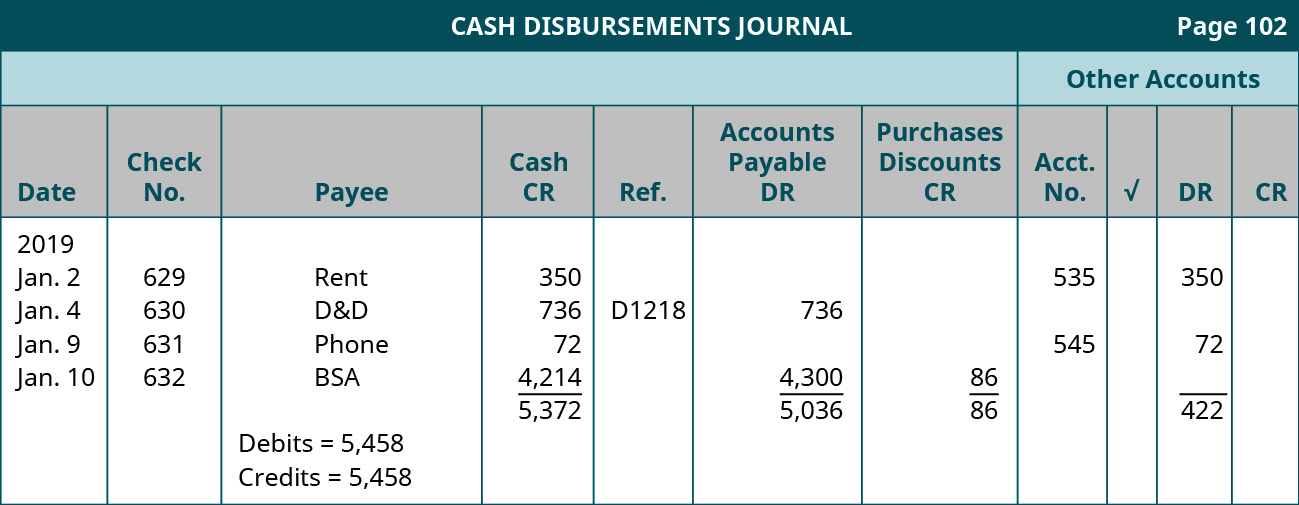 CASH DISBURSEMENTS JOURNAL Page 102
Other Accounts
Date Check No. Payee Cash CR Ref. Accounts Payable DR Purchases Discounts CR Acct. No. √ DR CR
2019
Jan. 2 629 Rent 350 535 350
Jan. 4 630 D&D 736 D1218 736
Jan. 9 631 Phone 72 545 72
Jan. 10 632 BSA 4,214 4,300 86
5,372 5,036 86 422
Debits = 5,458
Credits = 5,458